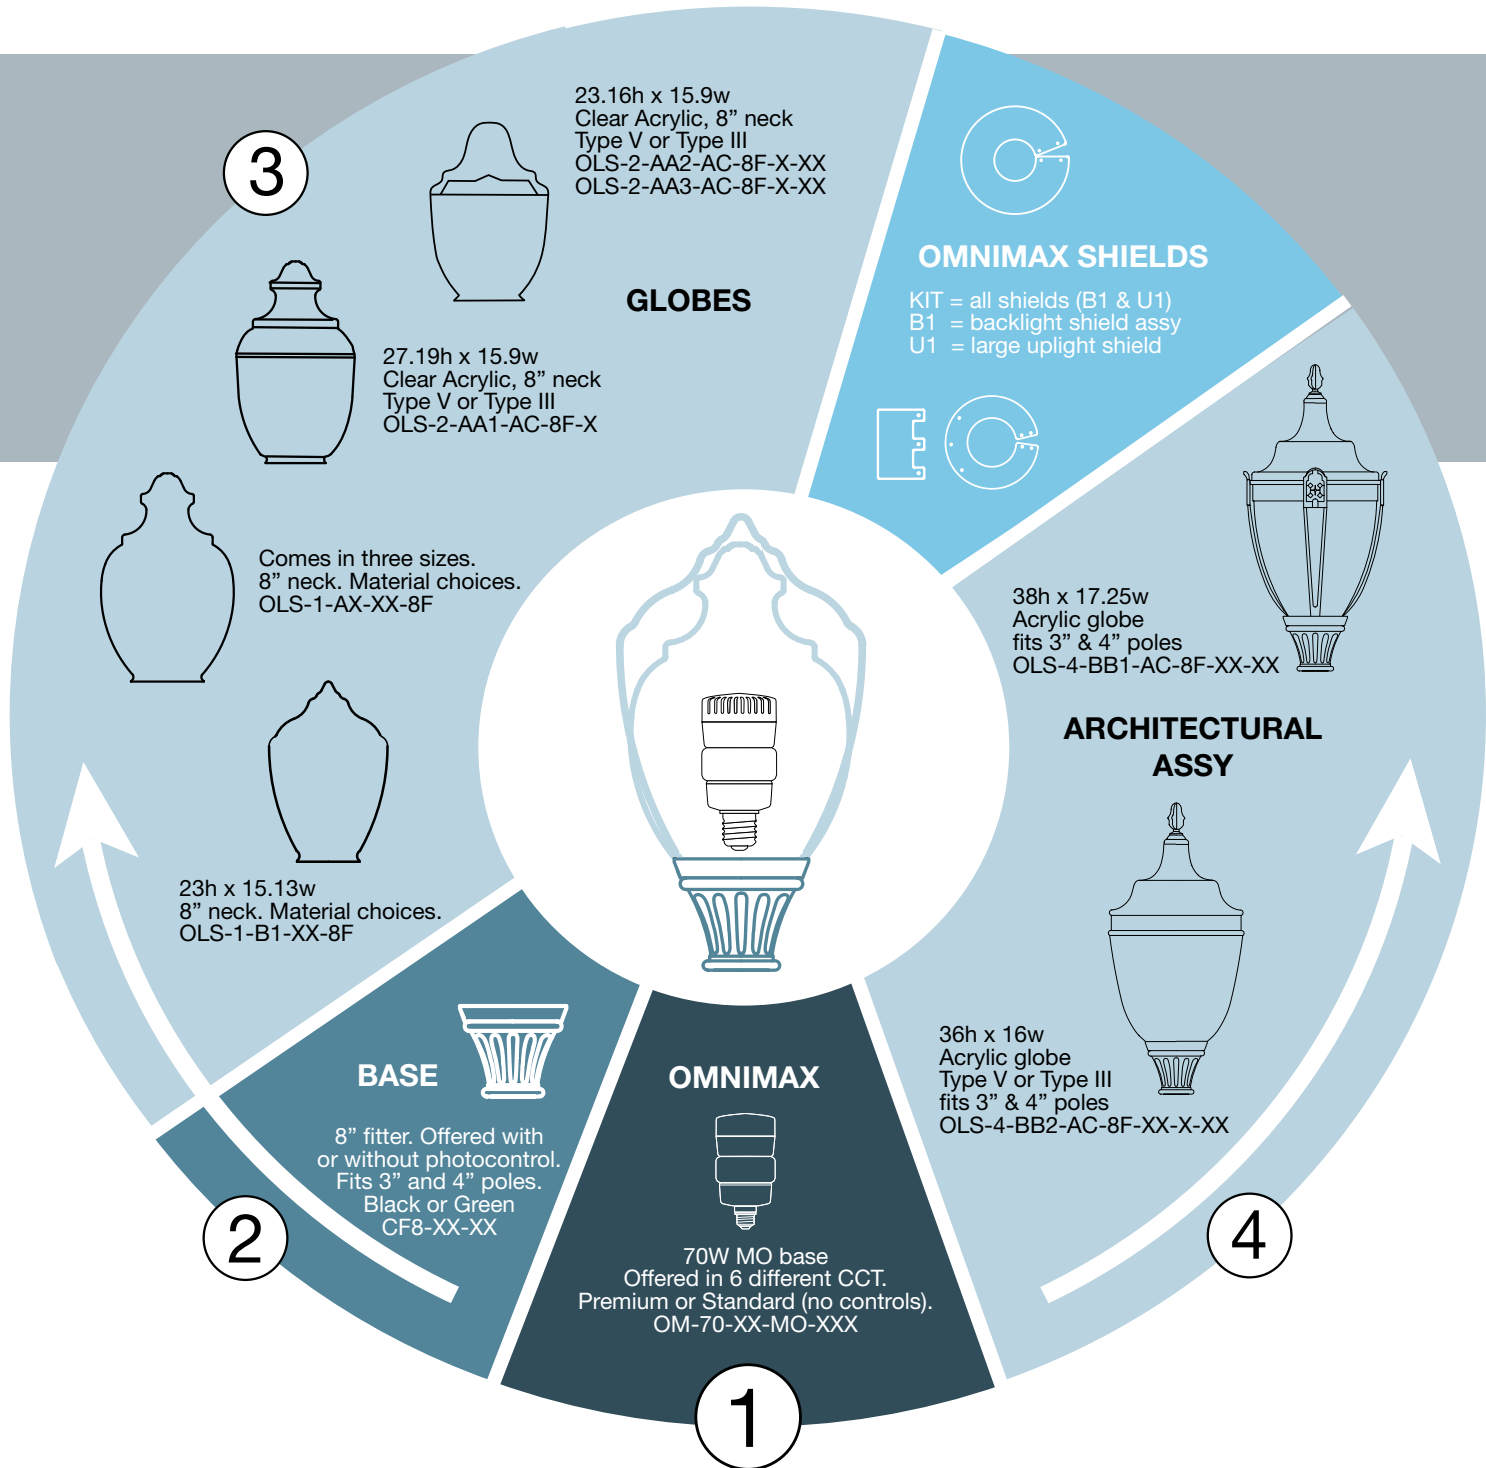 3
23.16h x 15.9w
Clear Acrylic, 8” neck
Type V or Type III
OLS-2-AA2-AC-8F-X-XX
OLS-2-AA3-AC-8F-X-XX
GLOBES
27.19h x 15.9w
Clear Acrylic, 8” neck
Type V or Type III
OLS-2-AA1-AC-8F-X
Comes in three sizes.
8” neck. Material choices.
OLS-1-AX-XX-8F
23h x 15.13w
8” neck. Material choices.
OLS-1-B1-XX-8F
OMNIMAX SHIELDS
KIT = all shields (B1 & U1)
B1 = backlight shield assy
U1 = large uplight shield
38h x 17.25w
Acrylic globe
fits 3” & 4” poles
OLS-4-BB1-AC-8F-XX-XX
ARCHITECTURAL
ASSY
36h x 16w
Acrylic globe
Type V or Type III
fits 3” & 4” poles
OLS-4-BB2-AC-8F-XX-X-XX
4
BASE
8” fitter. Offered with
or without photocontrol.
Fits 3” and 4” poles.
Black or Green
CF8-XX-XX
2
OMNIMAX
70W MO base
Offered in 6 different CCT.
Premium or Standard (no controls).
OM-70-XX-MO-XXX
1